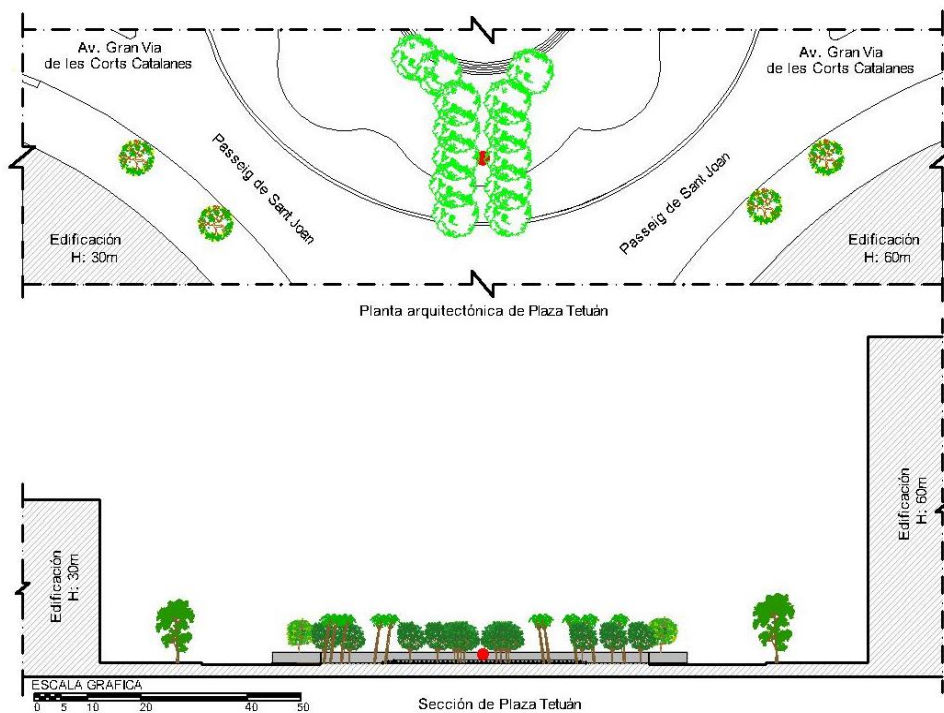 Av. Gran Via
de les Corts Catalanes
Av. Gran Via
de les Corts Catalanes
Passeig de Sant Joan
Passeig de Sant Joan
Edificación
H: 30m
Edificación
H: 60m
Planta arquitectónica de Plaza Tetuán
Edificación
H: 30m
Edificación
H: 60m
ESCALA GRAFICA
0 5 10 20 40 50
Sección de Plaza Tetuán